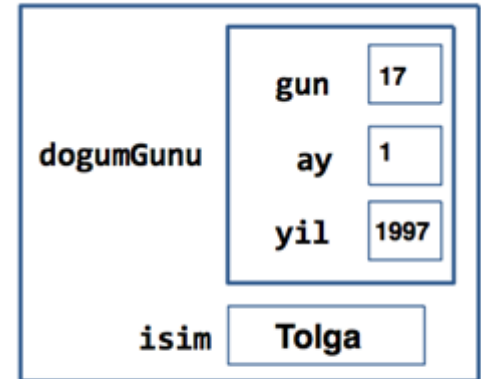 gun 17
dogumGunu
ay 1
yil 1997
isim Tolga